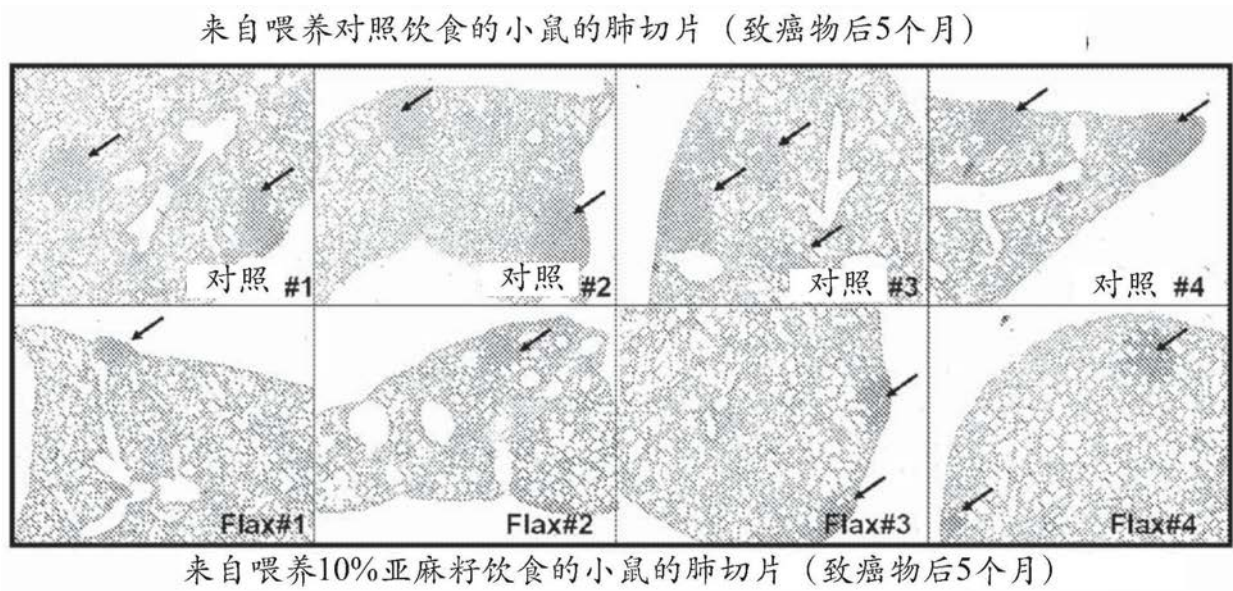 来自喂养对照饮食的小鼠的肺切片（致癌物后5个月）
对照 #1 对照 #2 对照 #3 对照 #4
Flax#1 Flax#2 Flax#3 Flax#4
来自喂养10%亚麻籽饮食的小鼠的肺切片（致癌物后5个月）